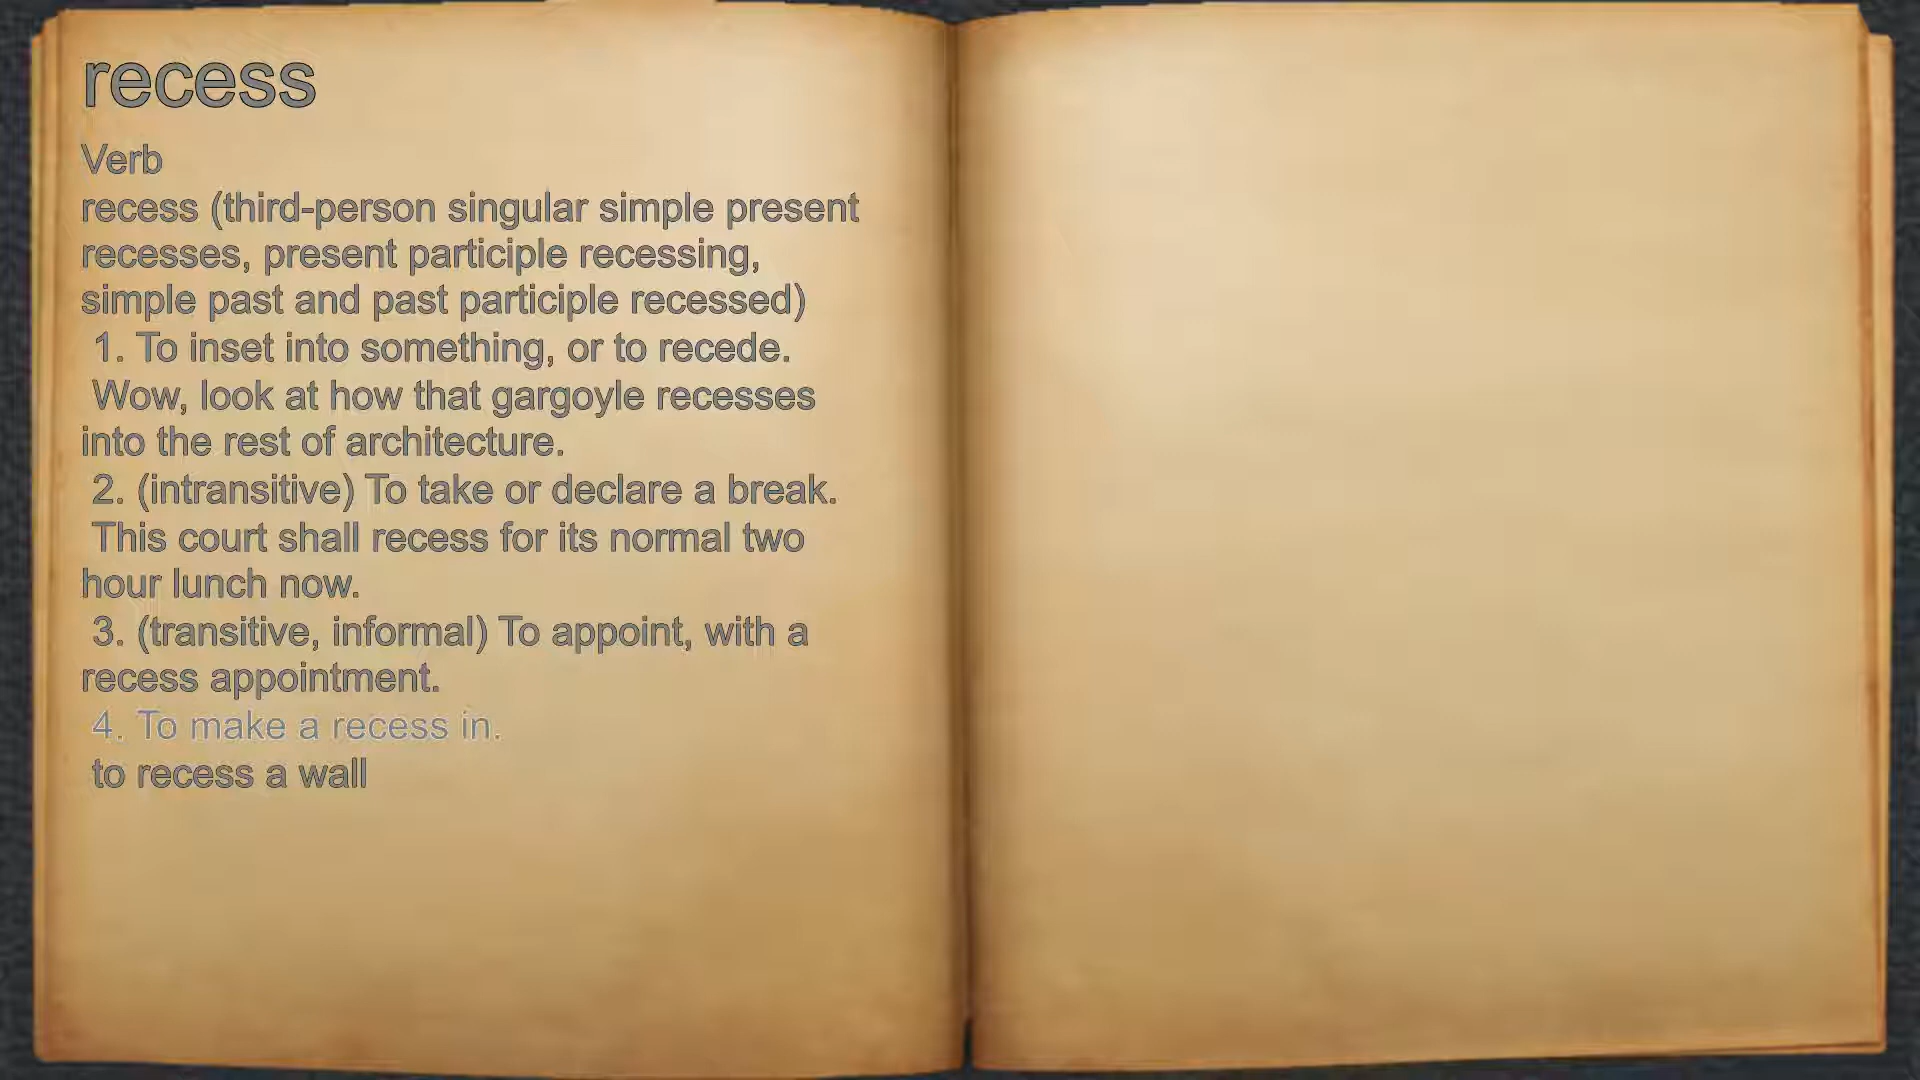 recess
Verb
recess (third-person singular simple present
recesses, present participle recessing,
simple past and past participle recessed)
1. To inset into something, or to recede.
Wow, look at how that gargoyle recesses
into the rest of architecture.
2. (intransitive) To take or declare a break.
This court shall recess for its normal two
hour lunch now.
3. (transitive, informal) To appoint, with a
recess appointment.
4. To make a recess in.
to recess a wall